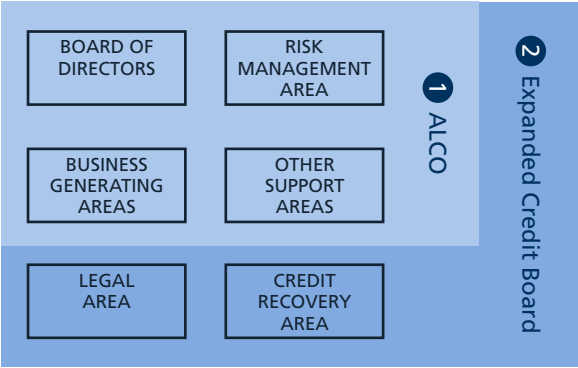 BOARD OF
DIRECTORS
RISK
MANAGEMENT
AREA
BUSINESS
GENERATING
AREAS
OTHER
SUPPORT
AREAS
LEGAL
AREA
CREDIT
RECOVERY
AREA
1 ALCO
2 Expanded Credit Board